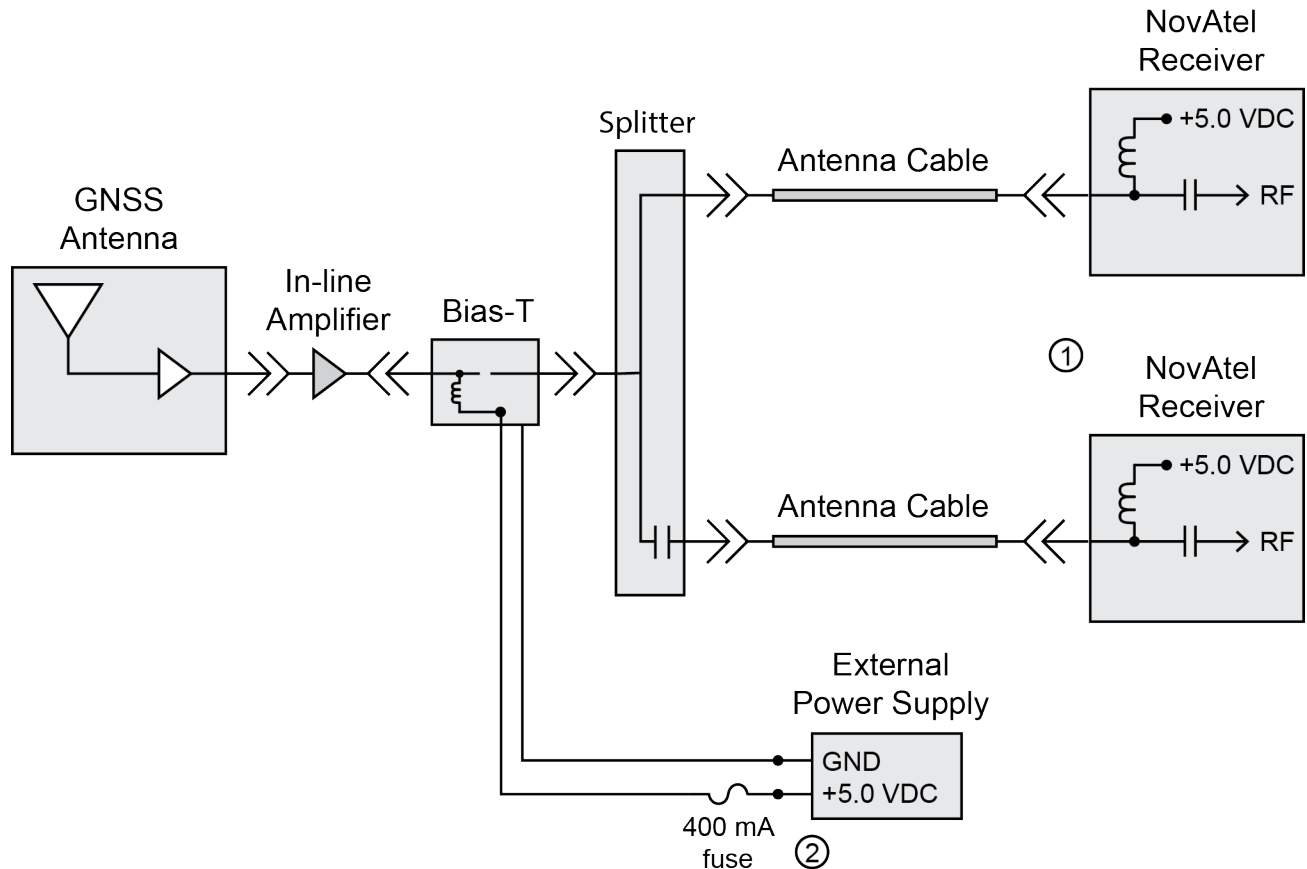 NovAtel
Receiver
+5.0 VDC
RF
Splitter
Antenna Cable
GNSS
Antenna
In-line
Amplifier
Bias-T
1
NovAtel
Receiver
+5.0 VDC
RF
Antenna Cable
External
Power Supply
GND
+5.0 VDC
400 mA
fuse
2